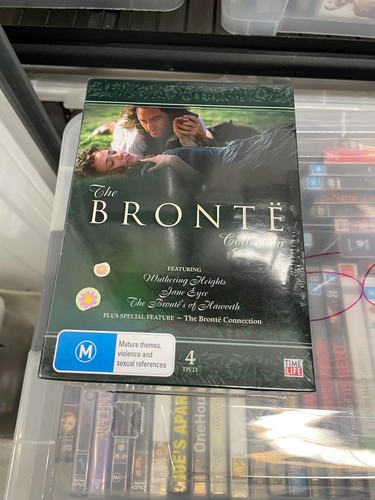 The
BRONTË
Collection
FEATURING
Wuthering Heights
Jane Eyre
The Brontë's of Haworth
PLUS SPECIAL FEATURE ~ The Brontë Connection
M
Mature themes,
violence and
sexual references
4
DVD
TIME
LIFE
OneHou